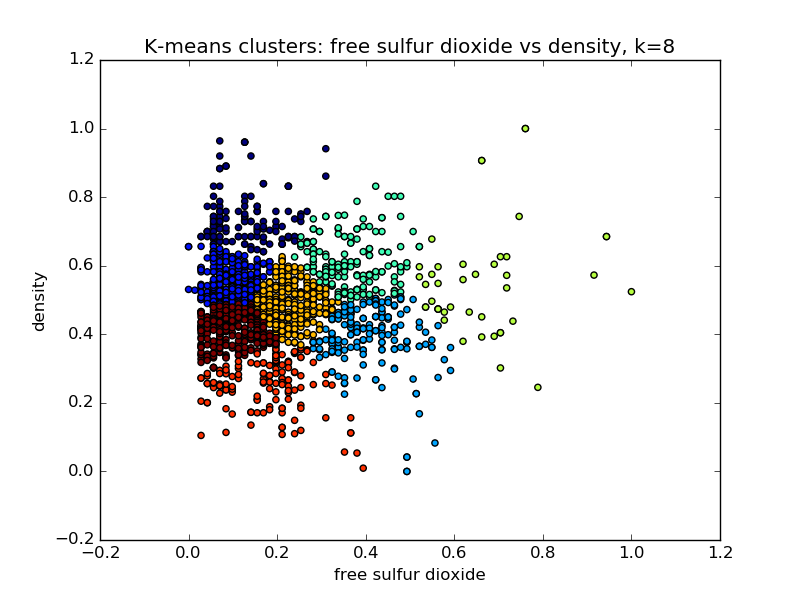 K-means clusters: free sulfur dioxide vs density, k=8
1.2
1.0
0.8
0.6
0.4
0.2
0.0
−0.2
density
−0.2 0.0 0.2 0.4 0.6 0.8 1.0 1.2
free sulfur dioxide